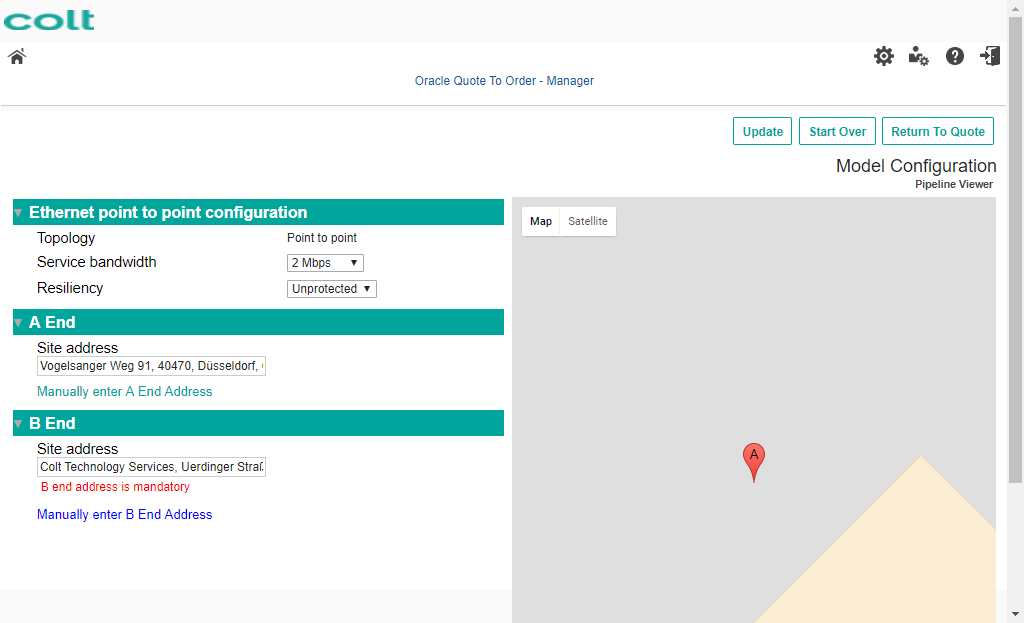 colt
Oracle Quote To Order - Manager
Update Start Over Return To Quote
Model Configuration
Pipeline Viewer
Ethernet point to point configuration
Topology Point to point
Service bandwidth 2 Mbps
Resiliency Unprotected
A End
Site address
Vogelsanger Weg 91, 40470, Düsseldorf,
Manually enter A End Address
B End
Site address
Colt Technology Services, Uerdinger Straß
B end address is mandatory
Manually enter B End Address
Map Satellite
A